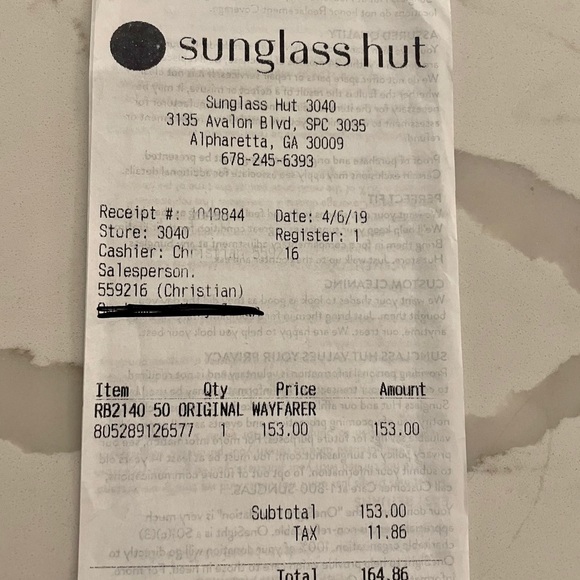 sunglass hut
Sunglass Hut 3040
3135 Avalon Blvd, SPC 3035
Alpharetta, GA 30009
678-245-6393
Receipt #: 1049844 Date: 4/6/19
Store: 3040 Register: 1
Cashier: 16
Salesperson.
559216 (Christian)
Item Qty Price Amount
RB2140 50 ORIGINAL WAYFARER
805289126577 1 153.00 153.00
Subtotal 153.00
TAX 11.86
Total 164.86